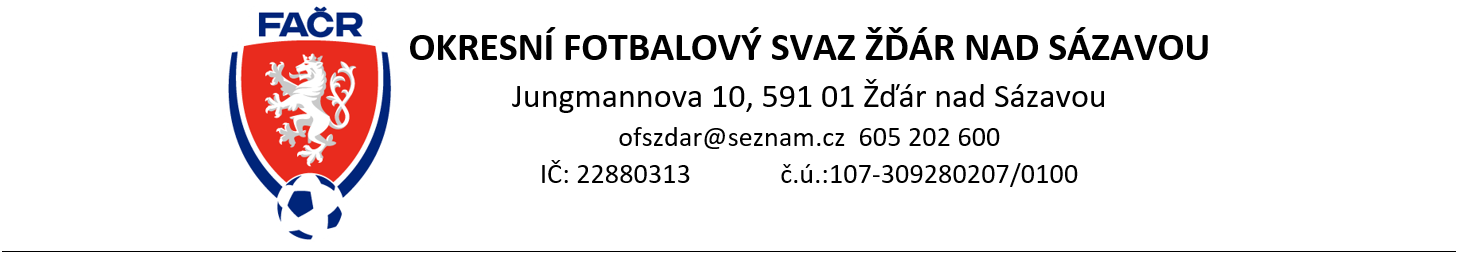 FAČR
OKRESNÍ FOTBALOVÝ SVAZ ŽĎÁR NAD SÁZAVOU
Jungmannova 10, 591 01 Žďár nad Sázavou
ofszdar@seznam.cz  605 202 600
IČ: 22880313 č.ú.:107-309280207/0100